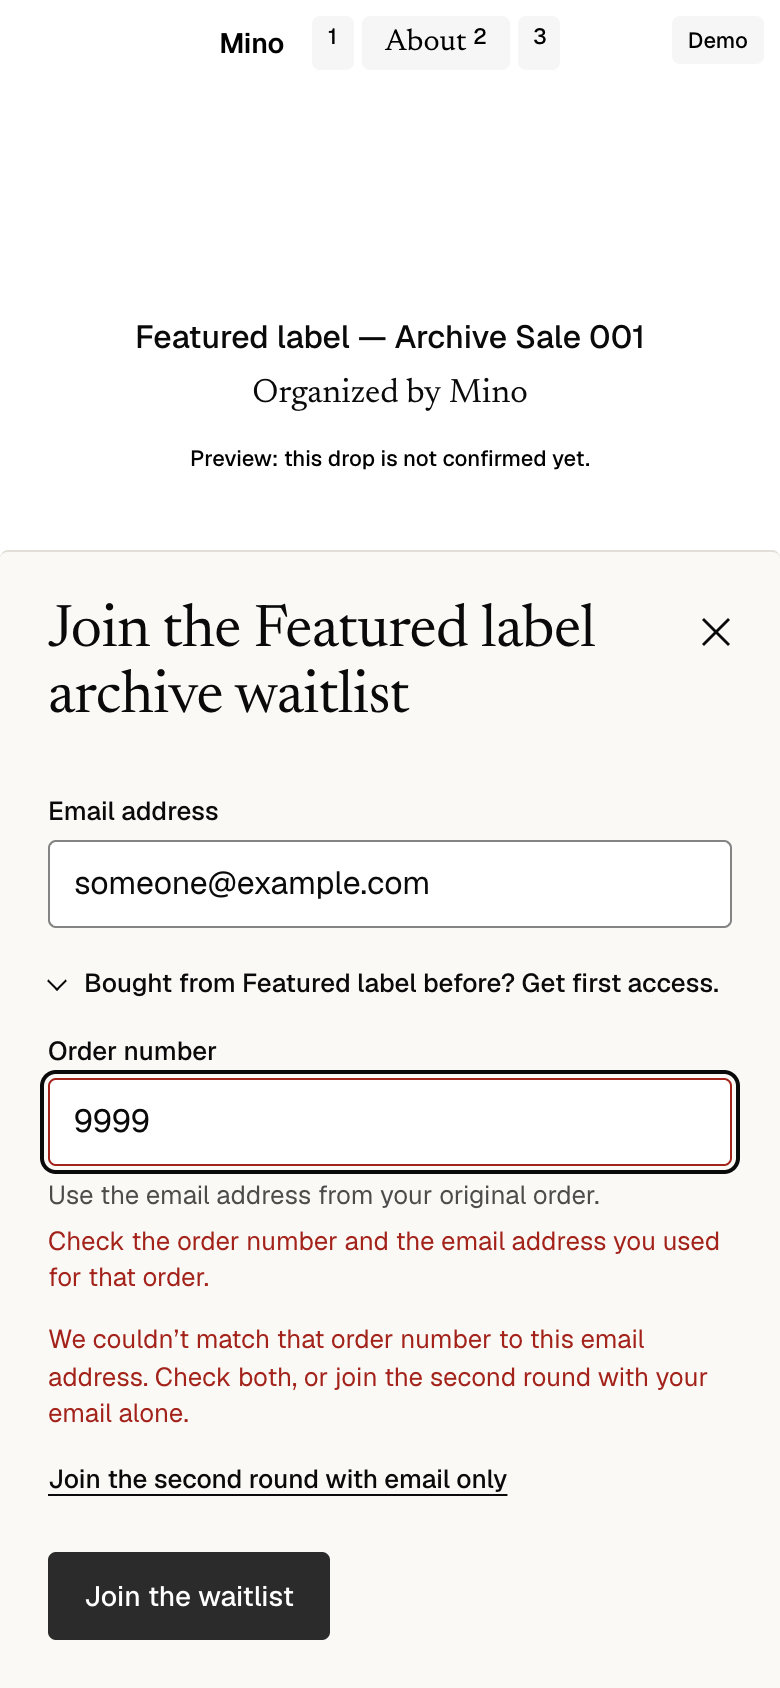 Mino 1 About 2 3 Demo
Featured label — Archive Sale 001
Organized by Mino
Preview: this drop is not confirmed yet.
Join the Featured label
archive waitlist
Email address
someone@example.com
Bought from Featured label before? Get first access.
Order number
9999
Use the email address from your original order.
Check the order number and the email address you used
for that order.
We couldn’t match that order number to this email
address. Check both, or join the second round with your
email alone.
Join the second round with email only
Join the waitlist